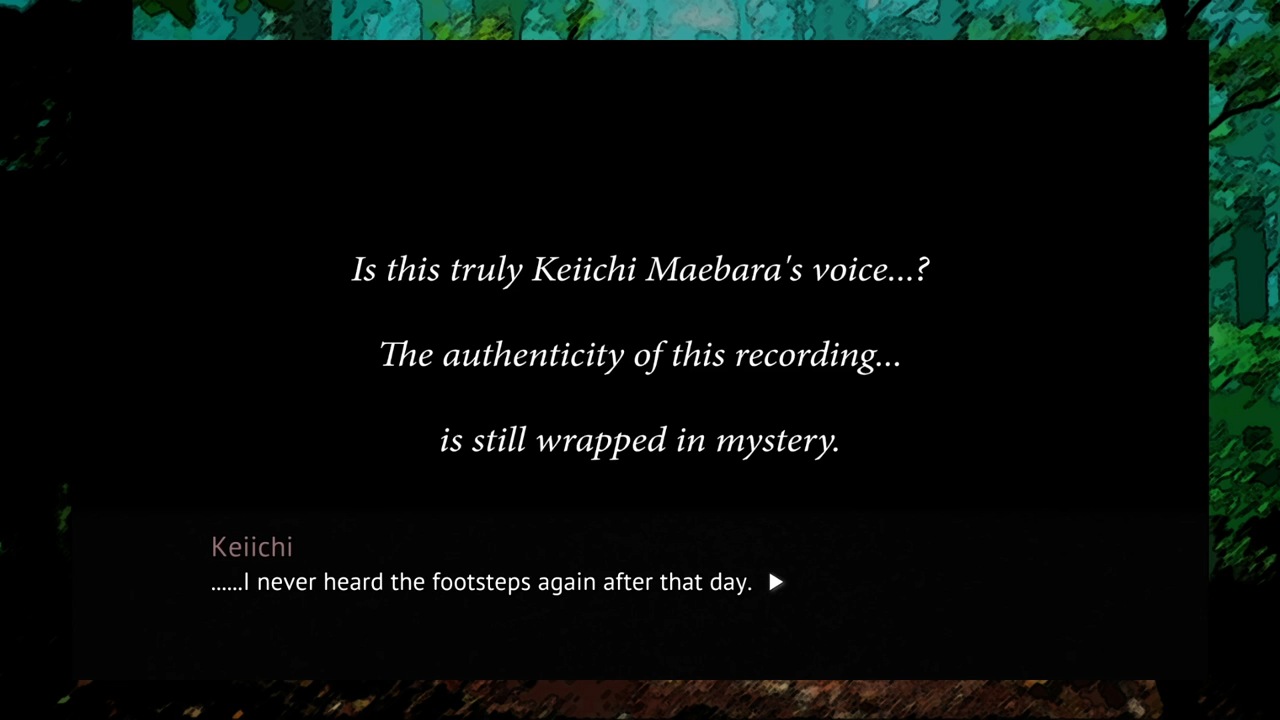 Is this truly Keiichi Maebara's voice...?
The authenticity of this recording...
is still wrapped in mystery.
Keiichi
......I never heard the footsteps again after that day.